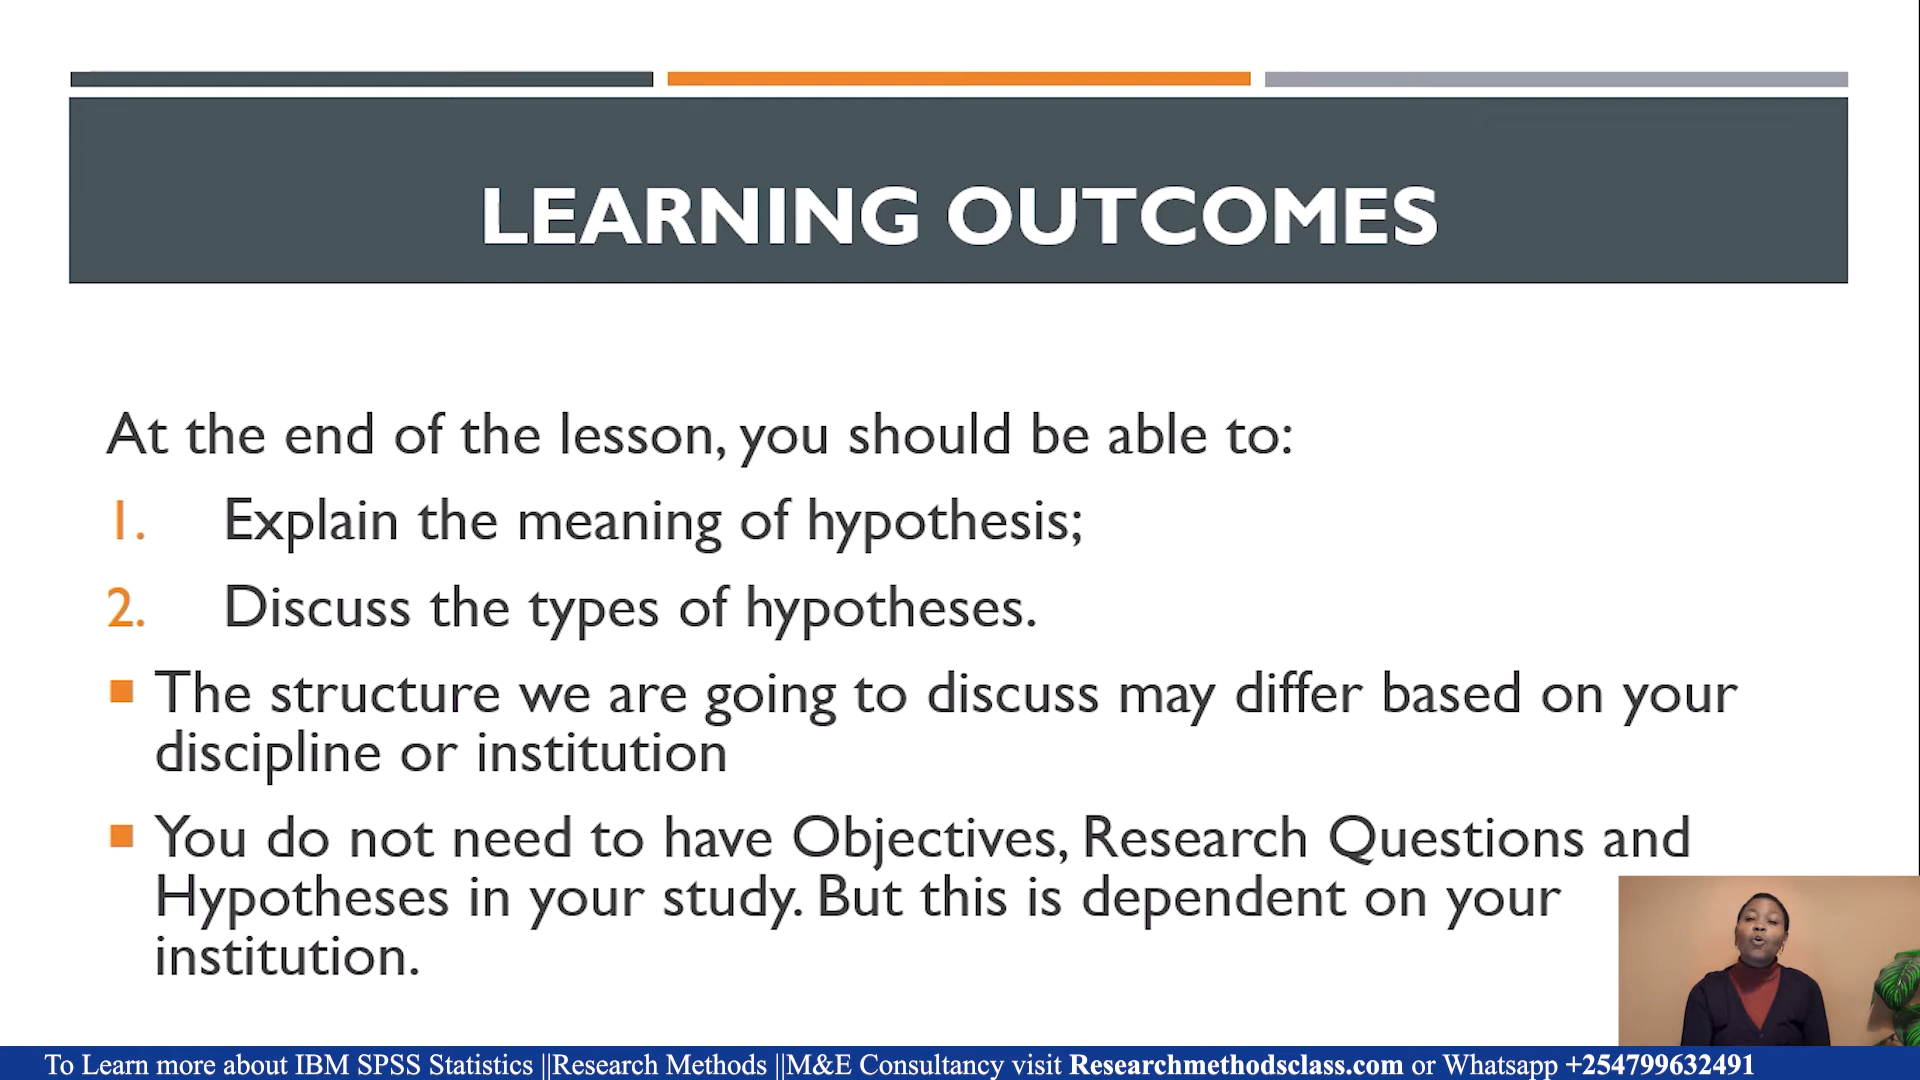 LEARNING OUTCOMES
At the end of the lesson, you should be able to:
1. Explain the meaning of hypothesis;
2. Discuss the types of hypotheses.
■ The structure we are going to discuss may differ based on your
discipline or institution
■ You do not need to have Objectives, Research Questions and
Hypotheses in your study. But this is dependent on your
institution.
To Learn more about IBM SPSS Statistics ||Research Methods ||M&E Consultancy visit Researchmethodsclass.com or Whatsapp +254799632491